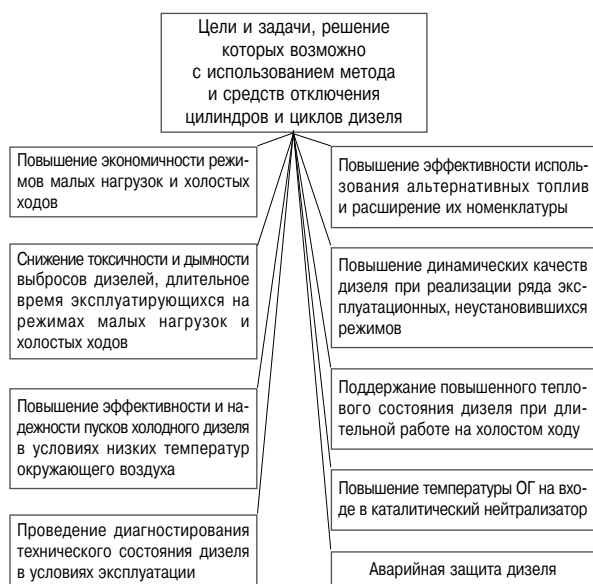 Цели и задачи, решение
которых возможно
с использованием метода
и средств отключения
цилиндров и циклов дизеля
Повышение экономичности режи-
мов малых нагрузок и холостых
ходов
Снижение токсичности и дымности
выбросов дизелей, длительное
время эксплуатирующихся на
режимах малых нагрузок и
холостых ходов
Повышение эффективности и на-
дежности пусков холодного дизеля
в условиях низких температур
окружающего воздуха
Проведение диагностирования
технического состояния дизеля
в условиях эксплуатации
Повышение эффективности исполь-
зования альтернативных топлив
и расширение их номенклатуры
Повышение динамических качеств
дизеля при реализации ряда экс-
плуатационных, неустановившихся
режимов
Поддержание повышенного тепло-
вого состояния дизеля при дли-
тельной работе на холостом ходу
Повышение температуры ОГ на вхо-
де в каталитический нейтрализатор
Аварийная защита дизеля